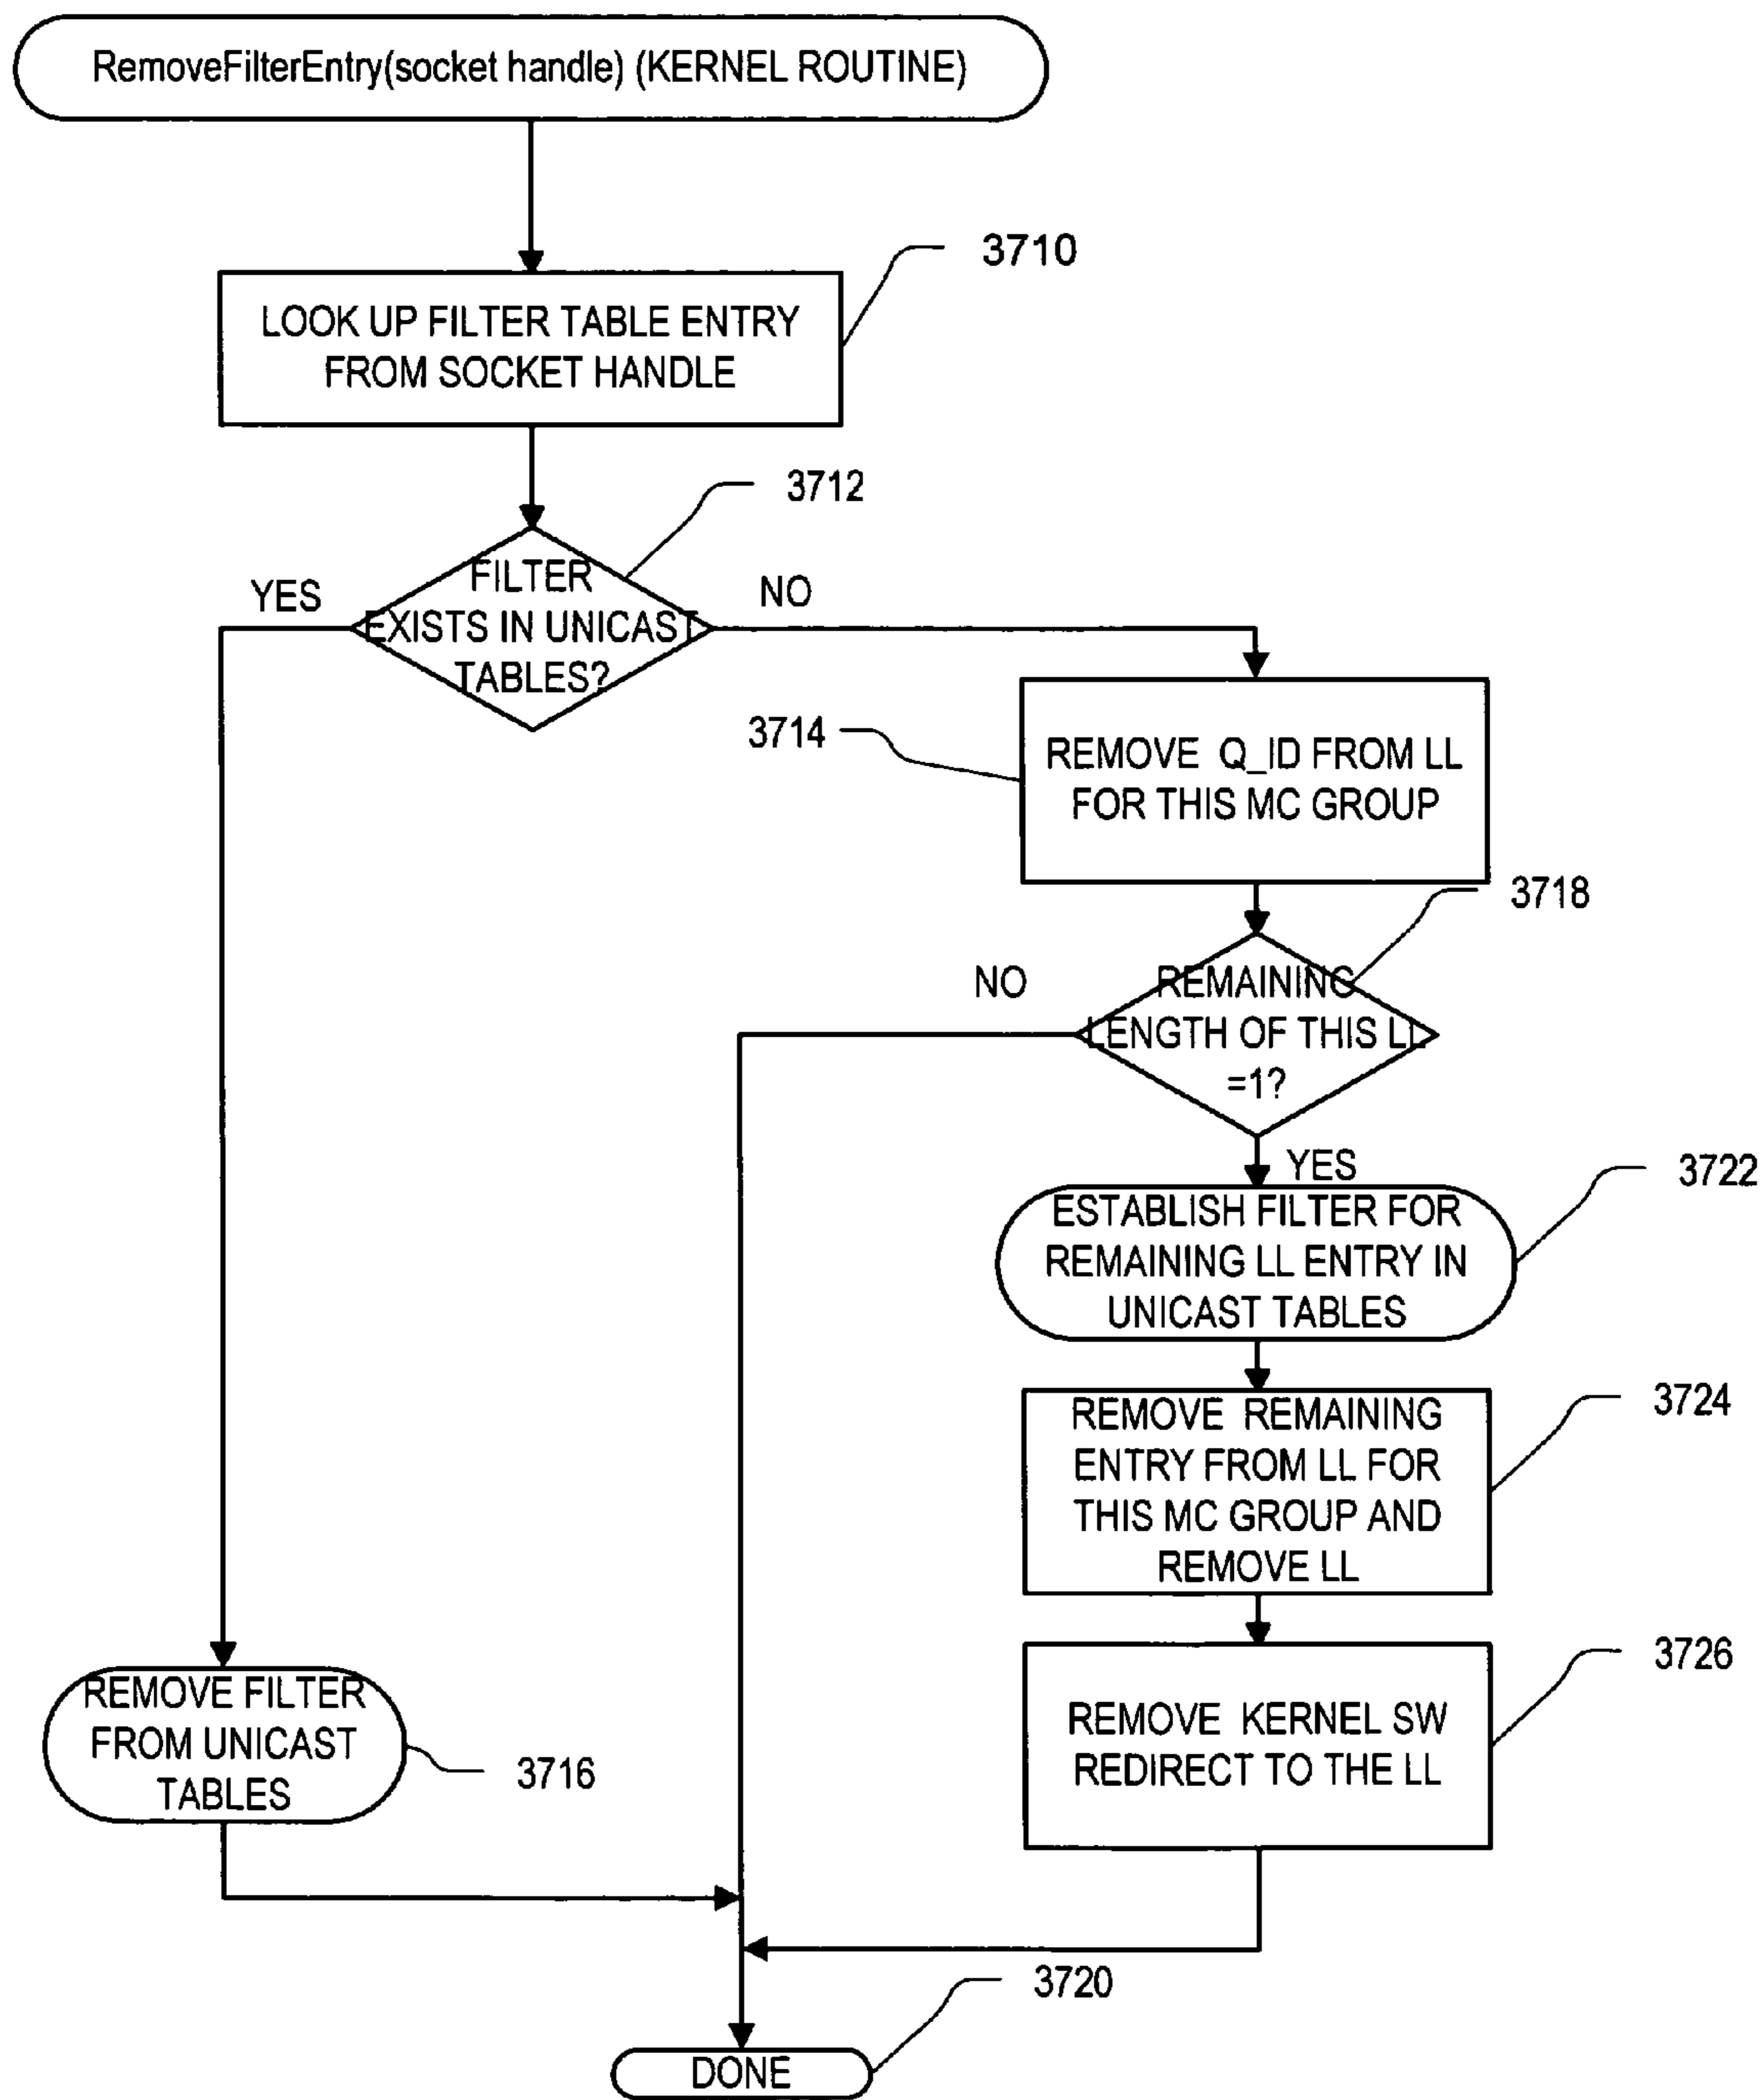 RemoveFilterEntry(socket handle) (KERNEL ROUTINE)
3710
LOOK UP FILTER TABLE ENTRY
FROM SOCKET HANDLE
3712
FILTER
EXISTS IN UNICAST
TABLES?
YES
NO
3714
REMOVE Q_ID FROM LL
FOR THIS MC GROUP
3718
NO
REMAINING
LENGTH OF THIS LL
=1?
YES
3722
ESTABLISH FILTER FOR
REMAINING LL ENTRY IN
UNICAST TABLES
3724
REMOVE REMAINING
ENTRY FROM LL FOR
THIS MC GROUP AND
REMOVE LL
3726
REMOVE KERNEL SW
REDIRECT TO THE LL
REMOVE FILTER
FROM UNICAST
TABLES
3716
3720
DONE